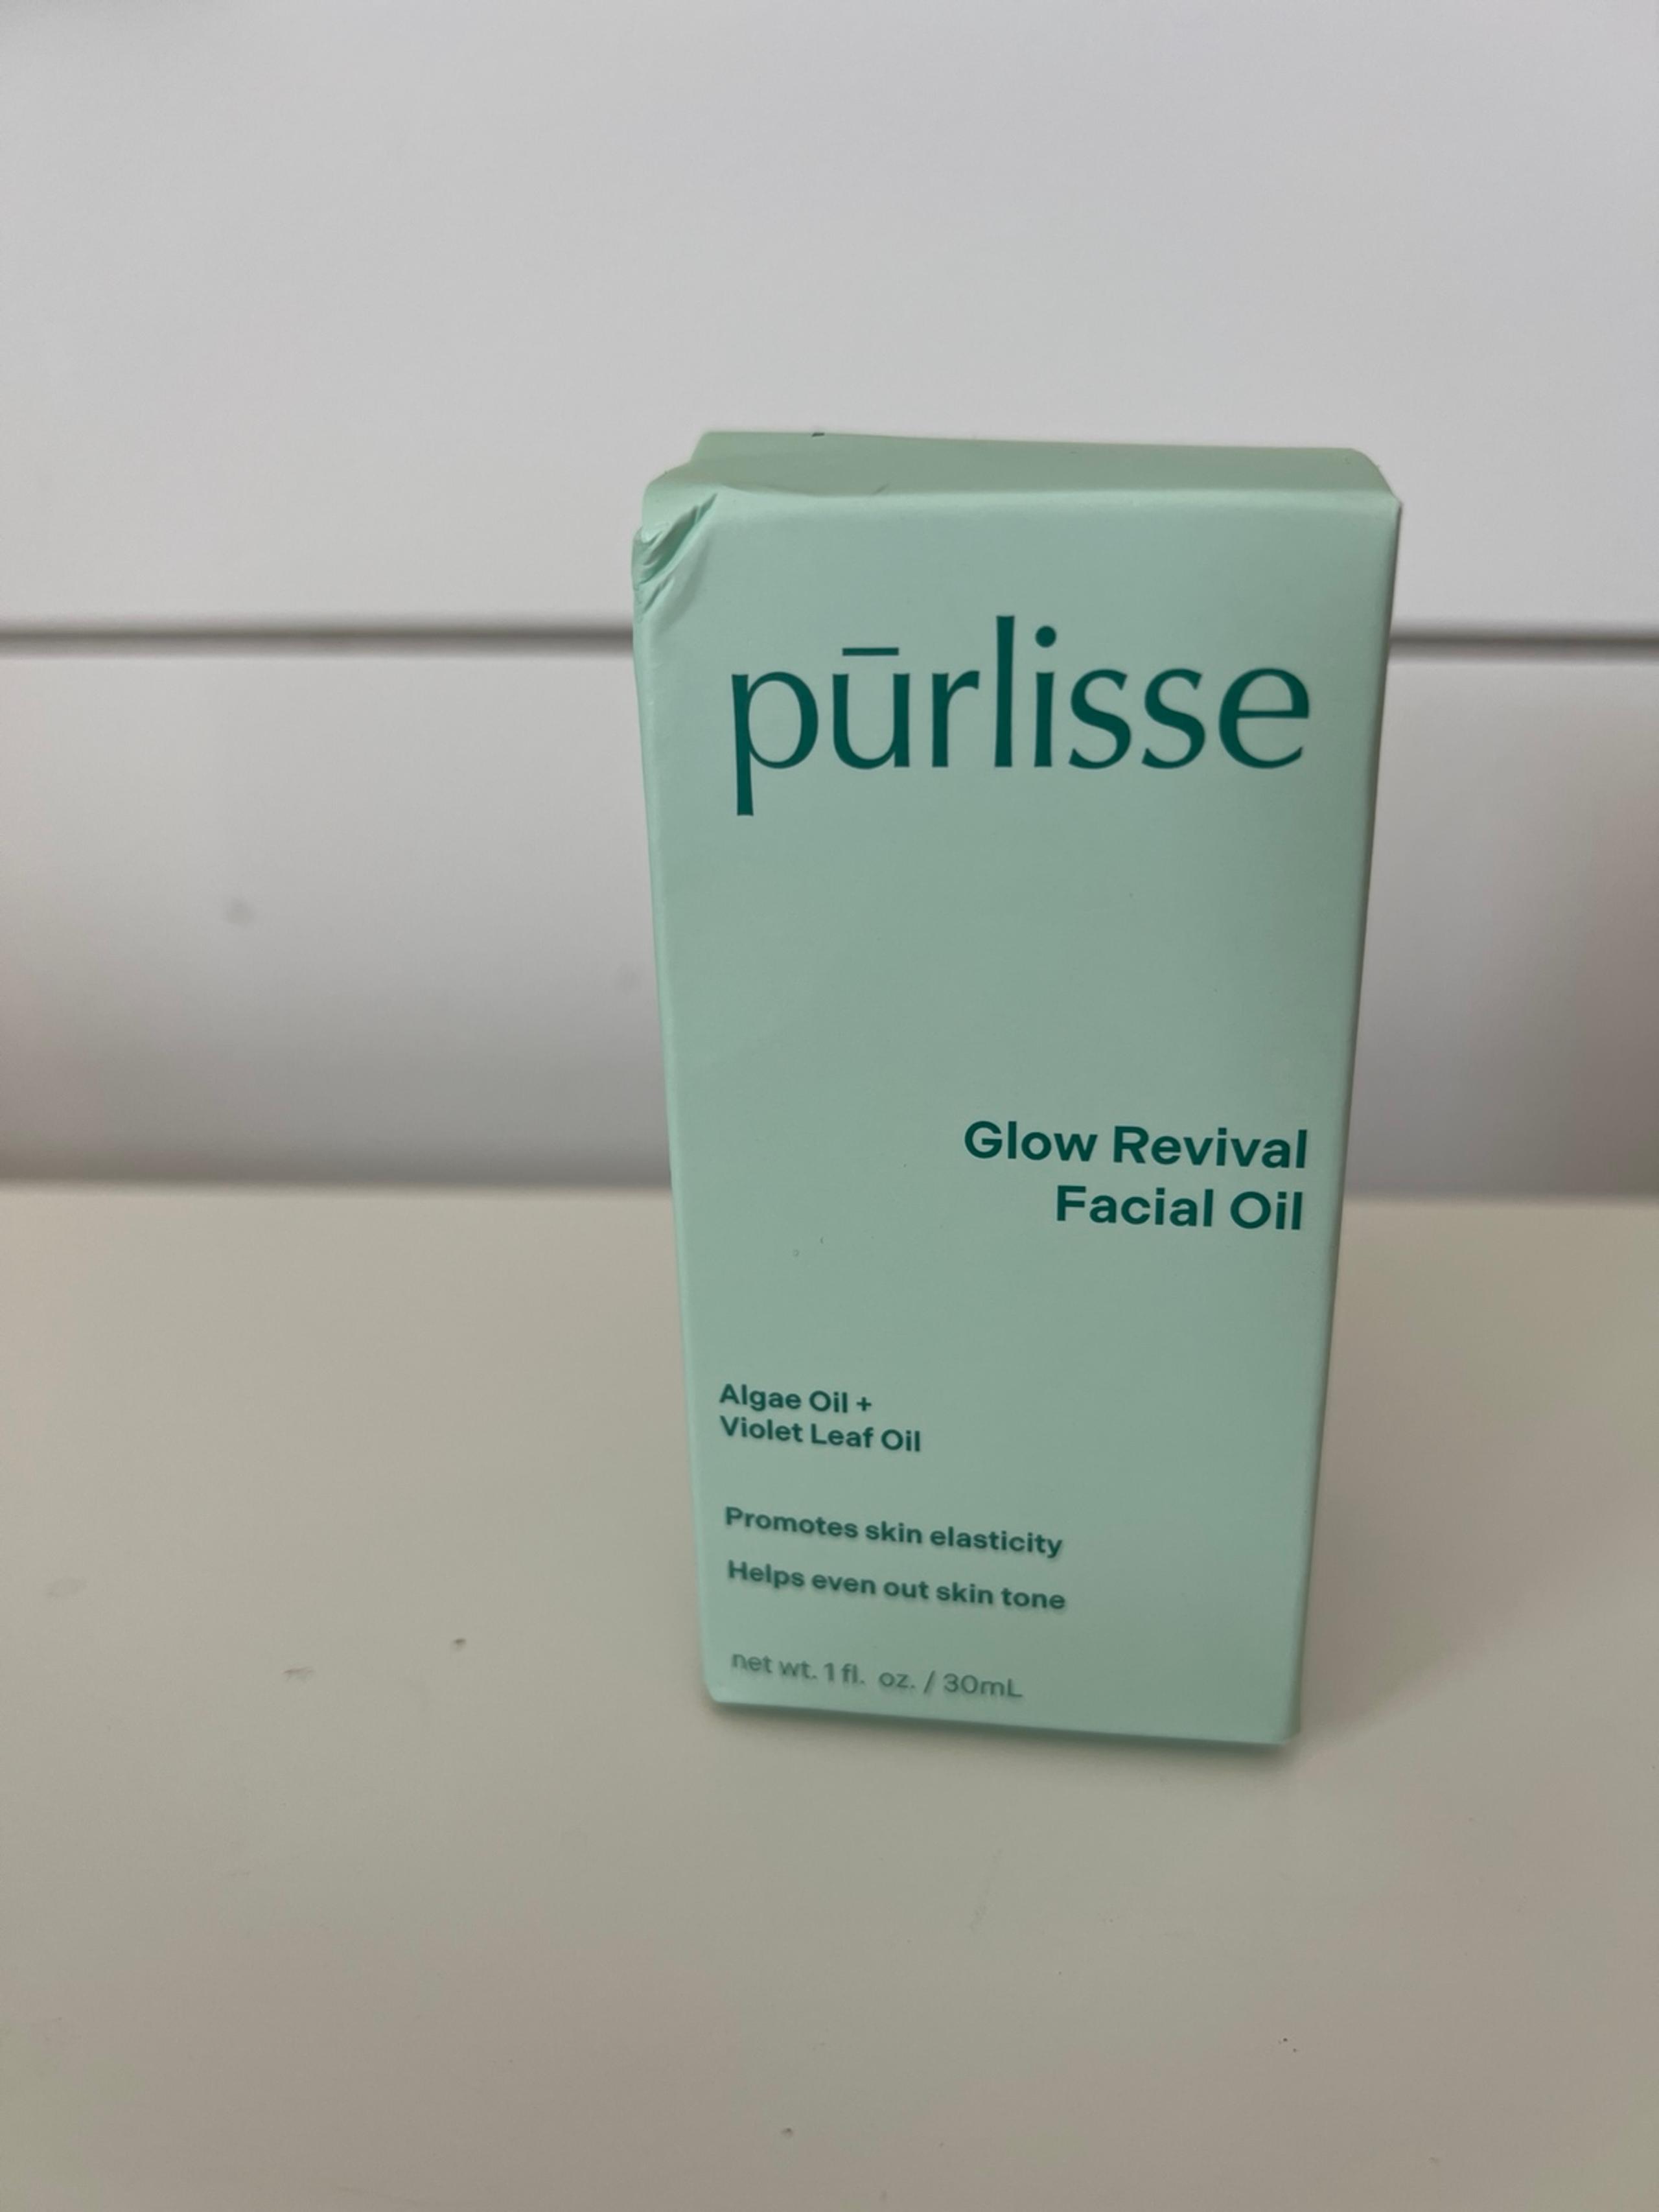 pūrlisse
Glow Revival
Facial Oil
Algae Oil +
Violet Leaf Oil
Promotes skin elasticity
Helps even out skin tone
net wt. 1 fl. oz. / 30mL